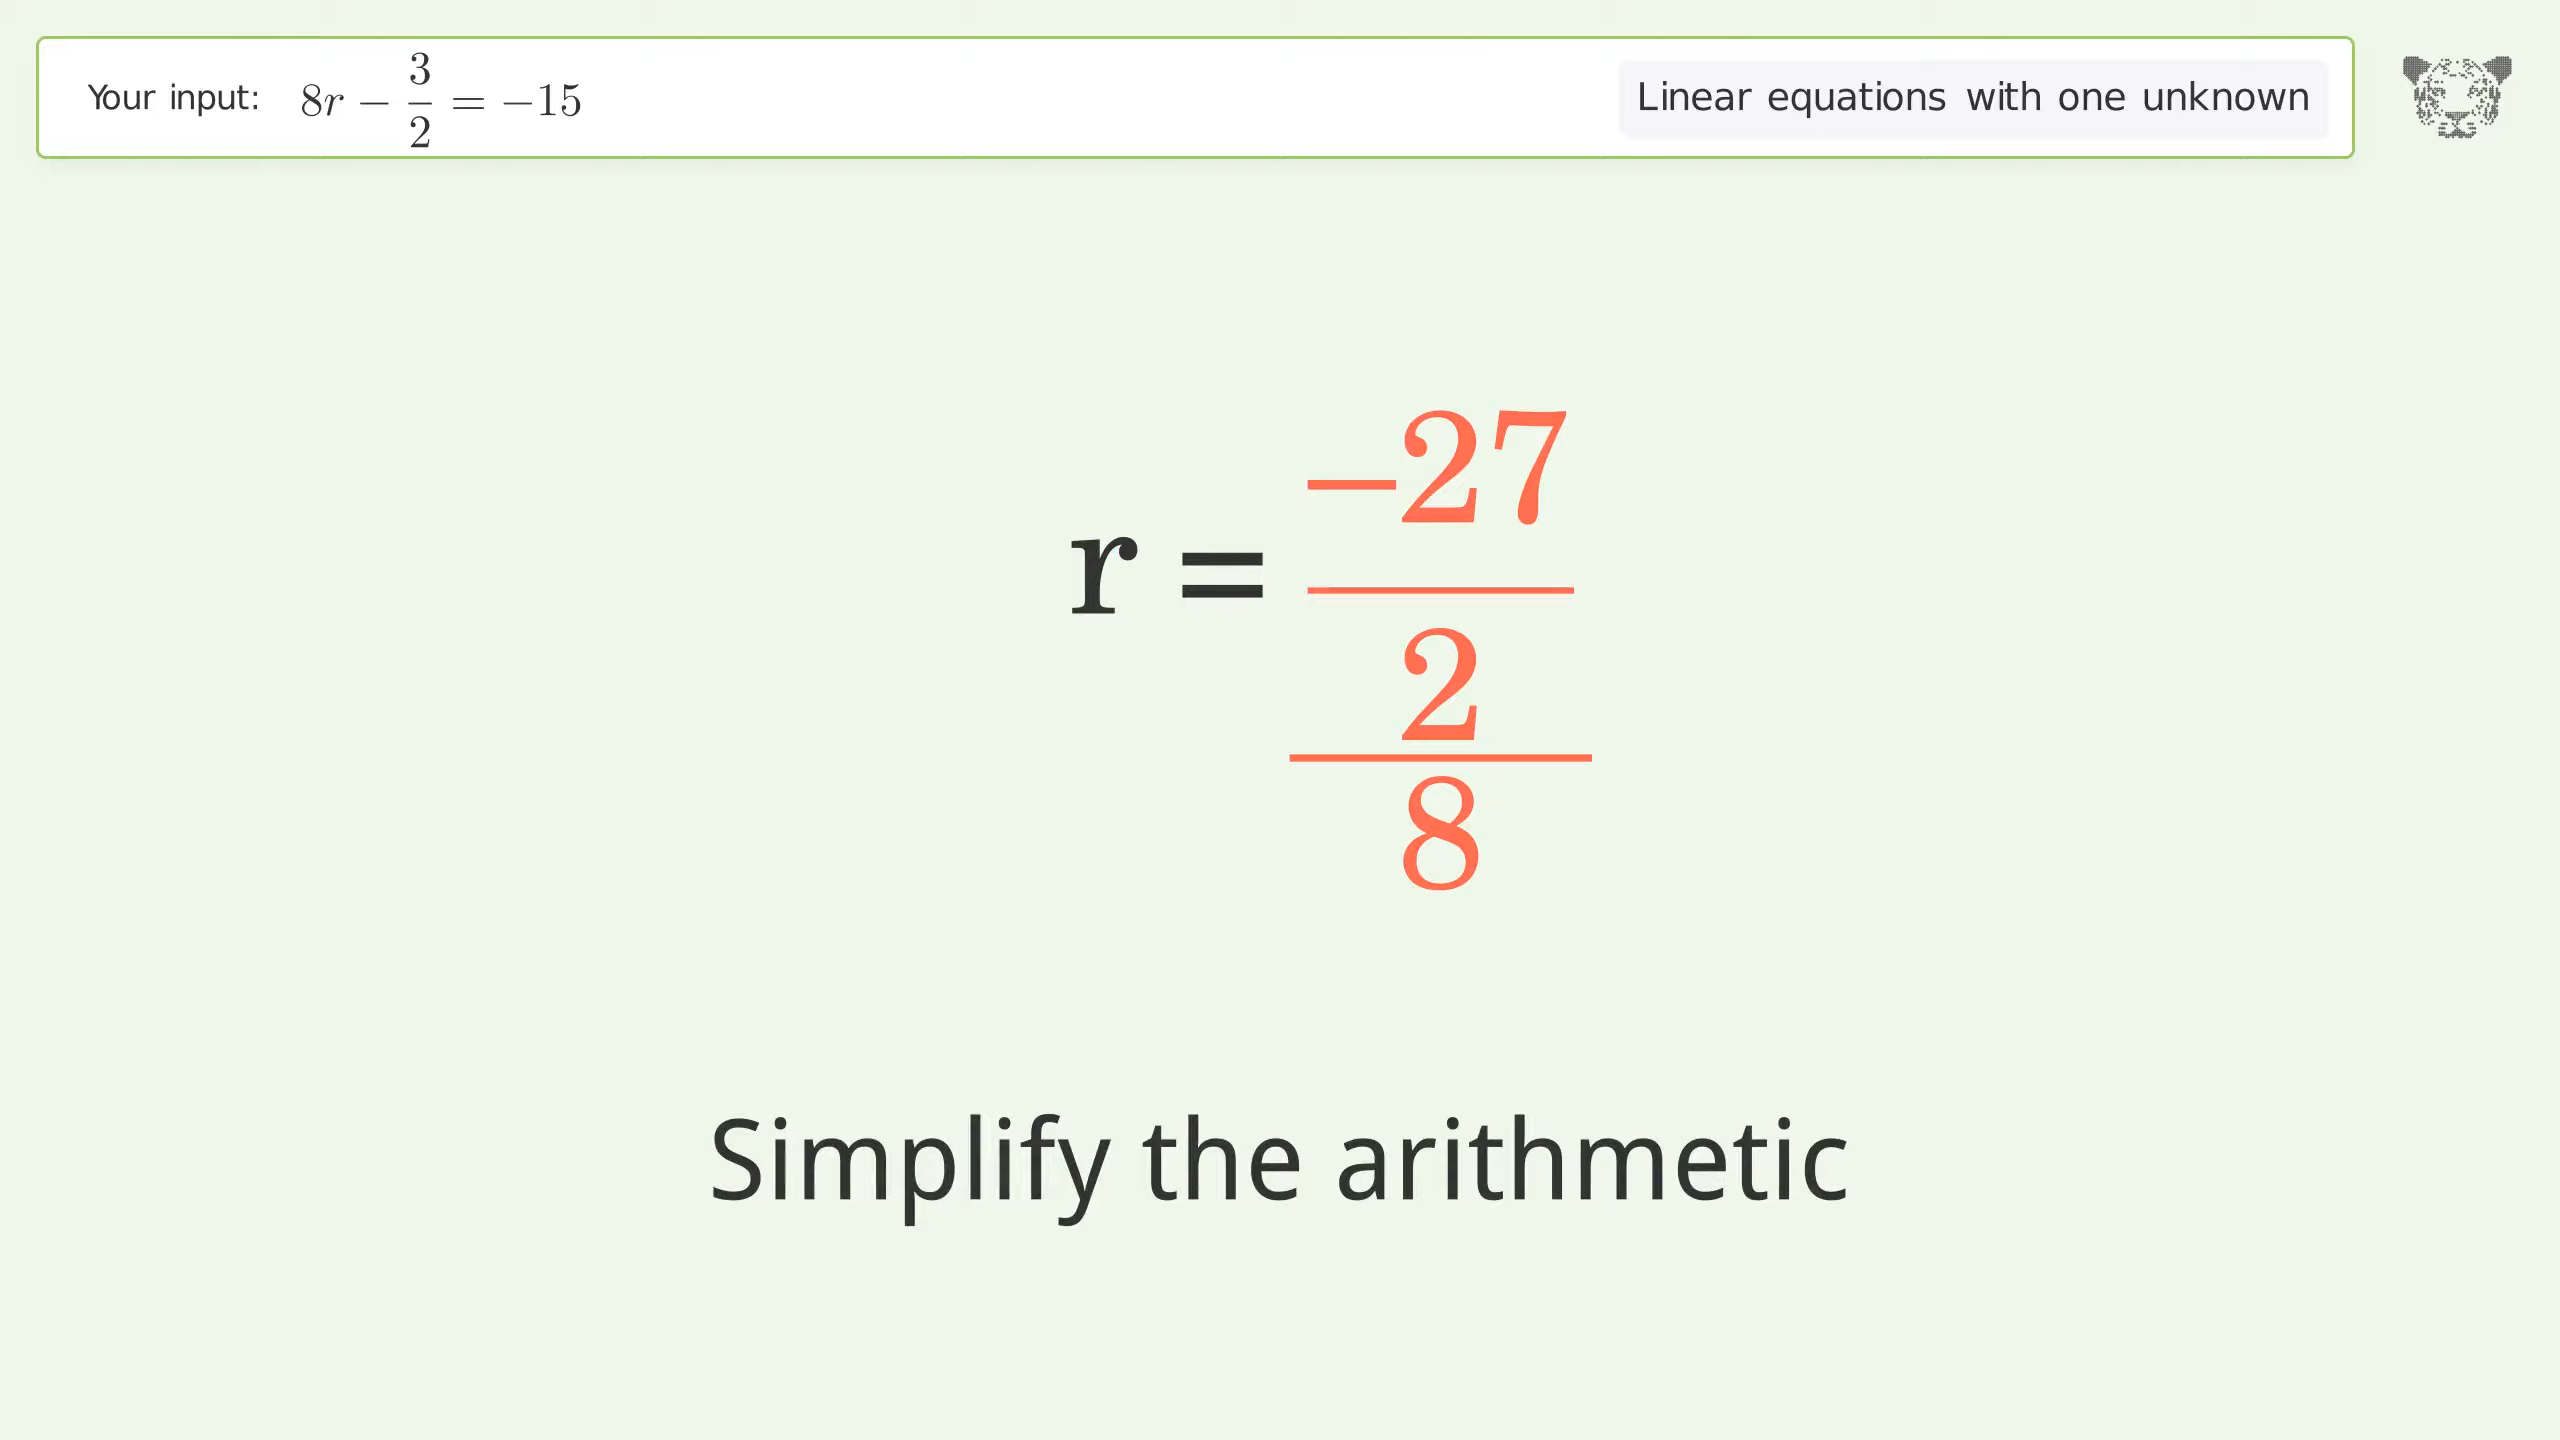 Your input: 8r − 3/2 = −15
Linear equations with one unknown
r = −27/2/8
Simplify the arithmetic